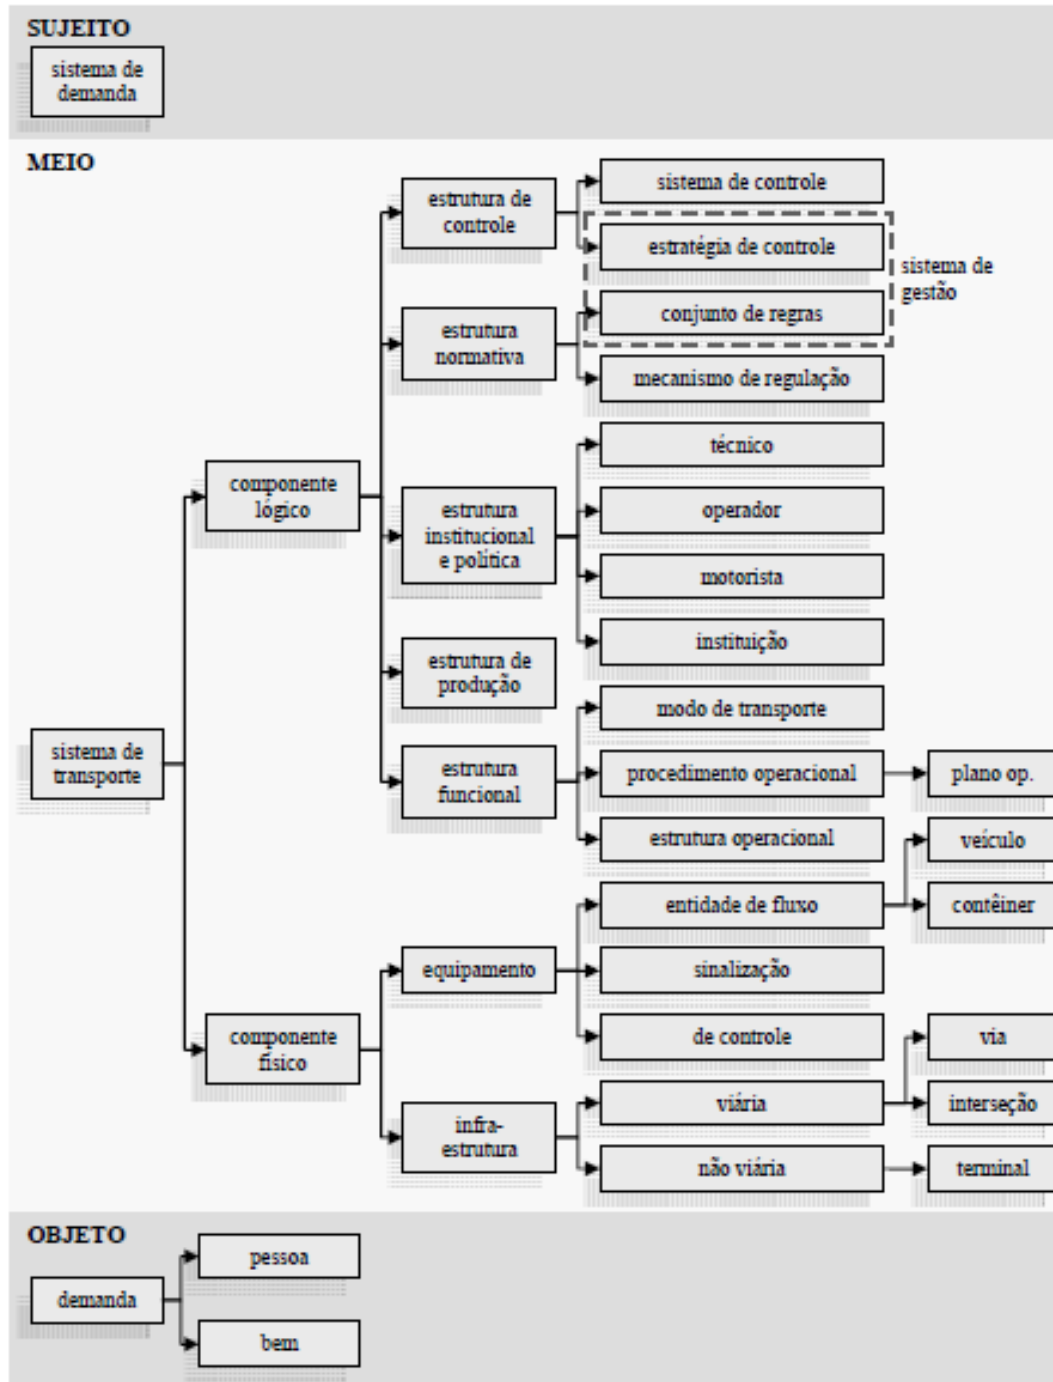 SUJEITO
sistema de
demanda
MEIO
estrutura de
controle
sistema de controle
estratégia de controle
sistema de
gestão
conjunto de regras
estrutura
normativa
mecanismo de regulação
técnico
componente
lógico
estrutura
institucional
e política
operador
motorista
instituição
estrutura de
produção
modo de transporte
sistema de
transporte
estrutura
funcional
procedimento operacional
plano op.
estrutura operacional
veículo
entidade de fluxo
contêiner
equipamento
sinalização
componente
físico
de controle
via
viária
interseção
infra-
estrutura
não viária
terminal
OBJETO
pessoa
demanda
bem